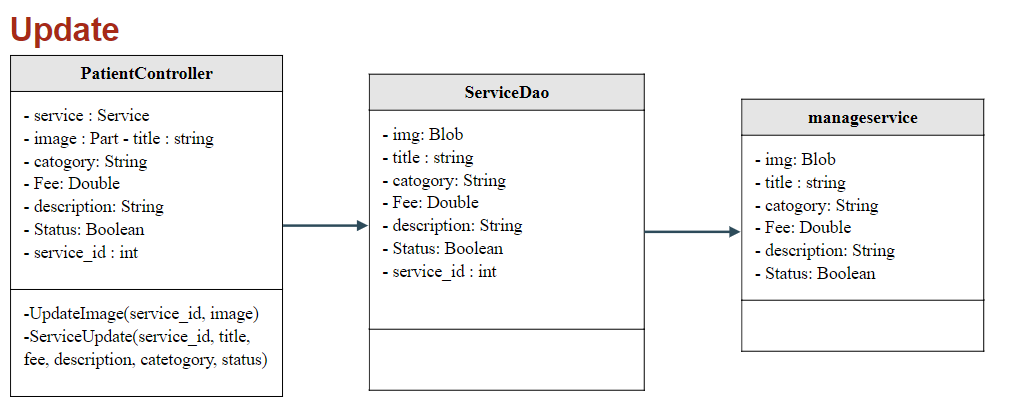 Update
PatientController
- service : Service
- image : Part - title : string
- catogory: String
- Fee: Double
- description: String
- Status: Boolean
- service_id : int
-UpdateImage(service_id, image)
-ServiceUpdate(service_id, title,
fee, description, catetogory, status)
ServiceDao
- img: Blob
- title : string
- catogory: String
- Fee: Double
- description: String
- Status: Boolean
- service_id : int
manageservice
- img: Blob
- title : string
- catogory: String
- Fee: Double
- description: String
- Status: Boolean